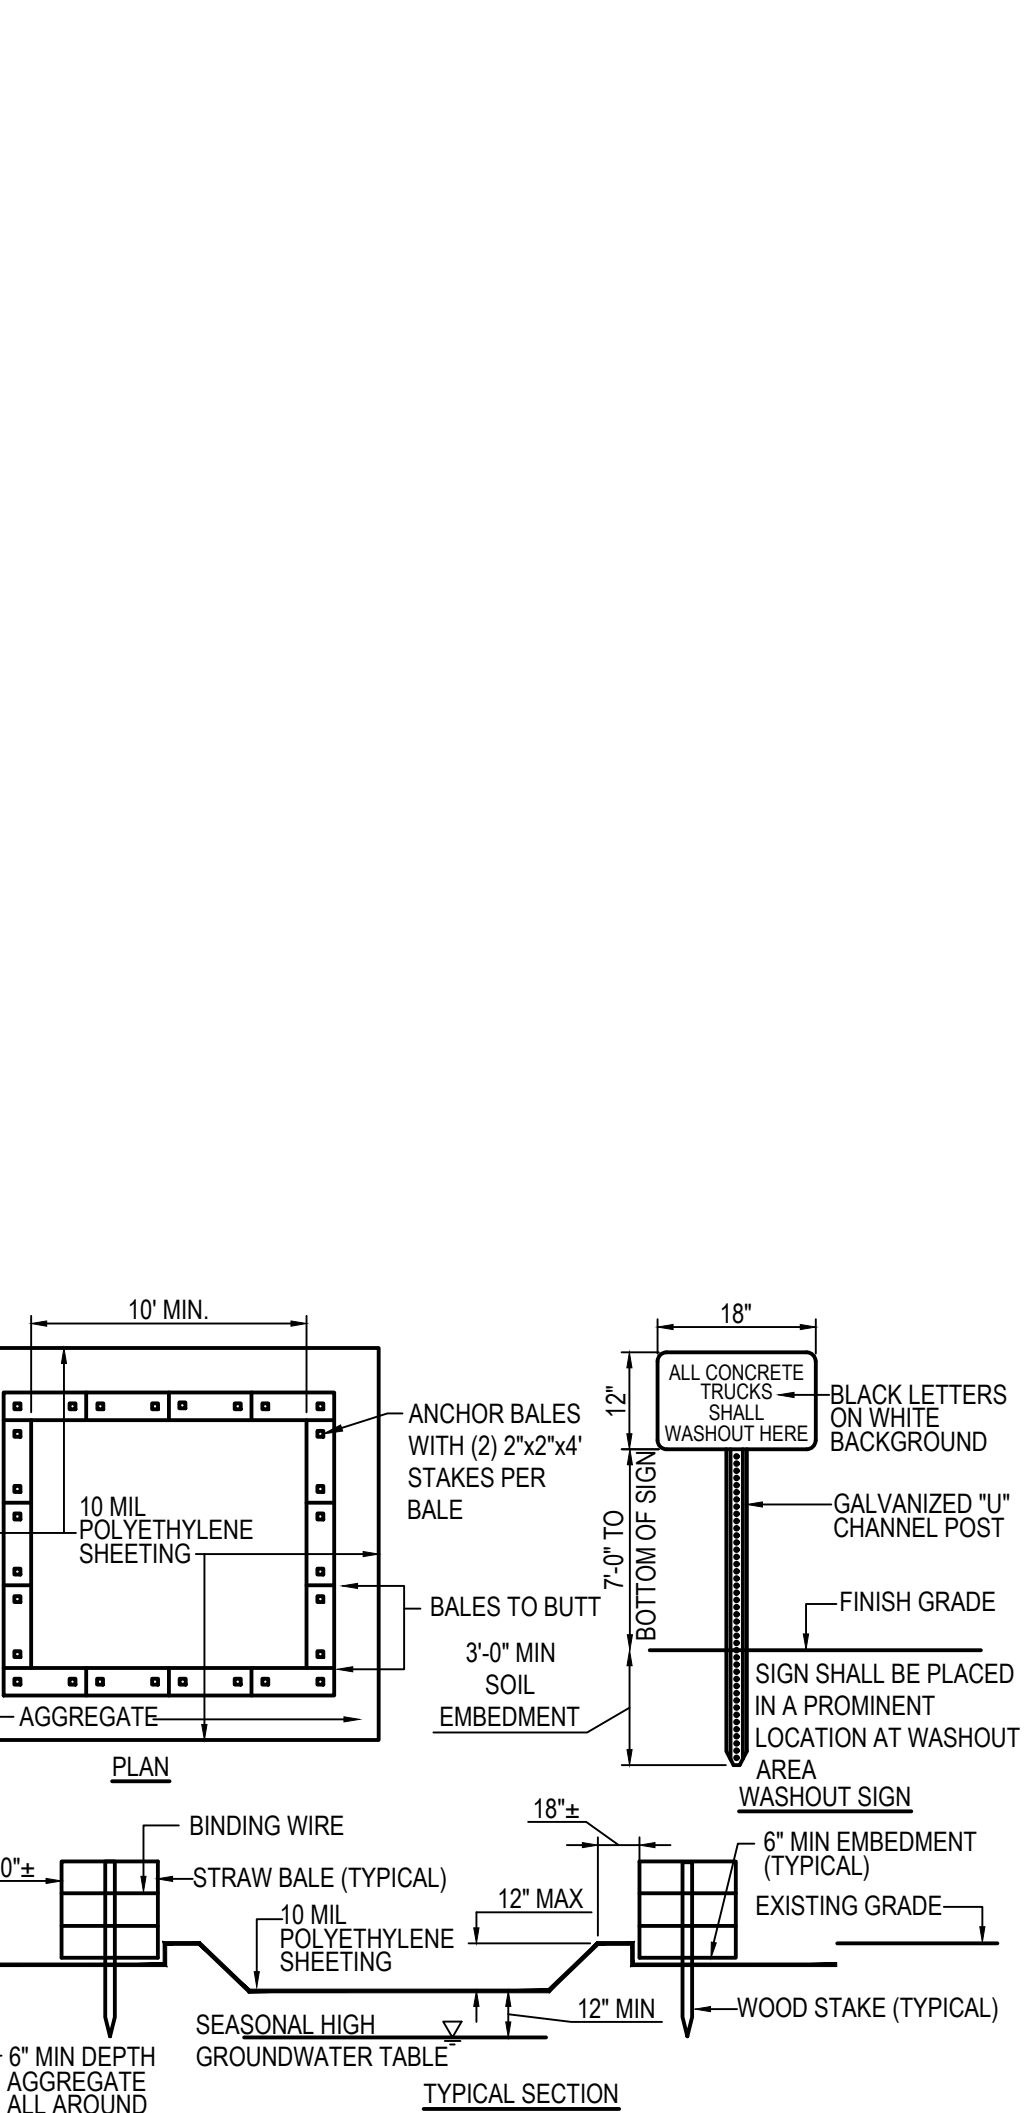 10' MIN.
ANCHOR BALES
WITH (2) 2"x2"x4'
STAKES PER
BALE
10 MIL
POLYETHYLENE
SHEETING
BALES TO BUTT
AGGREGATE
PLAN
18"
12"
ALL CONCRETE
TRUCKS
SHALL
WASHOUT HERE
BLACK LETTERS
ON WHITE
BACKGROUND
7'-0" TO
BOTTOM OF SIGN
GALVANIZED "U"
CHANNEL POST
FINISH GRADE
3'-0" MIN
SOIL
EMBEDMENT
SIGN SHALL BE PLACED
IN A PROMINENT
LOCATION AT WASHOUT
AREA
WASHOUT SIGN
BINDING WIRE
0"±
STRAW BALE (TYPICAL)
10 MIL
POLYETHYLENE
SHEETING
12" MAX
18"±
6" MIN EMBEDMENT
(TYPICAL)
EXISTING GRADE
12" MIN
WOOD STAKE (TYPICAL)
SEASONAL HIGH
GROUNDWATER TABLE
6" MIN DEPTH
AGGREGATE
ALL AROUND
TYPICAL SECTION